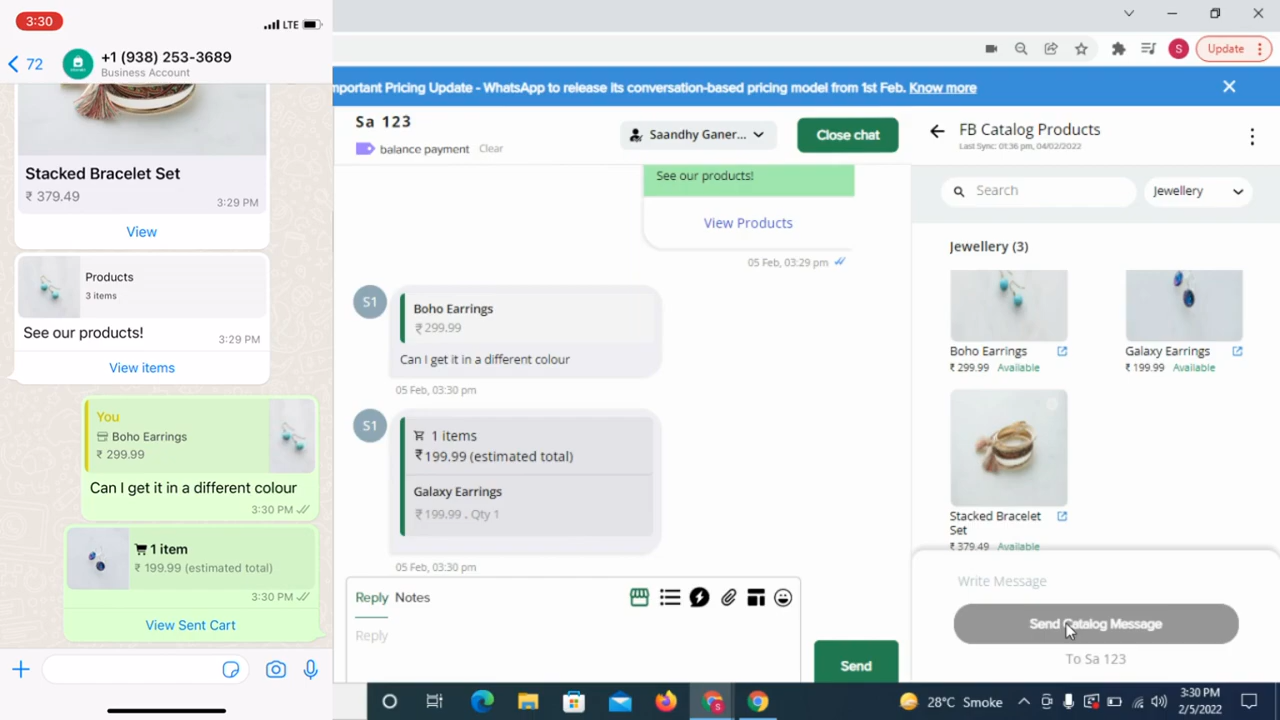 3:30
LTE
72
+1 (938) 253-3689
Business Account
Stacked Bracelet Set
₹ 379.49
3:29 PM
View
Products
3 items
See our products!
3:29 PM
View items
You
Boho Earrings
₹ 299.99
Can I get it in a different colour
3:30 PM
1 item
₹ 199.99 (estimated total)
3:30 PM
View Sent Cart
S
Update
mportant Pricing Update - WhatsApp to release its conversation-based pricing model from 1st Feb. Know more
Sa 123
balance payment Clear
Saandhy Ganer...
Close chat
See our products!
View Products
05 Feb, 03:29 pm
S1
Boho Earrings
₹ 299.99
Can I get it in a different colour
05 Feb, 03:30 pm
S1
1 items
₹199.99 (estimated total)
Galaxy Earrings
₹ 199.99 . Qty 1
05 Feb, 03:30 pm
Reply Notes
Reply
Send
FB Catalog Products
Last Sync: 01:36 pm, 04/02/2022
Search
Jewellery
Jewellery (3)
Boho Earrings
₹ 299.99 Available
Galaxy Earrings
₹ 199.99 Available
Stacked Bracelet
Set
₹ 379.49 Available
Write Message
Send Catalog Message
To Sa 123
28°C Smoke
3:30 PM
2/5/2022